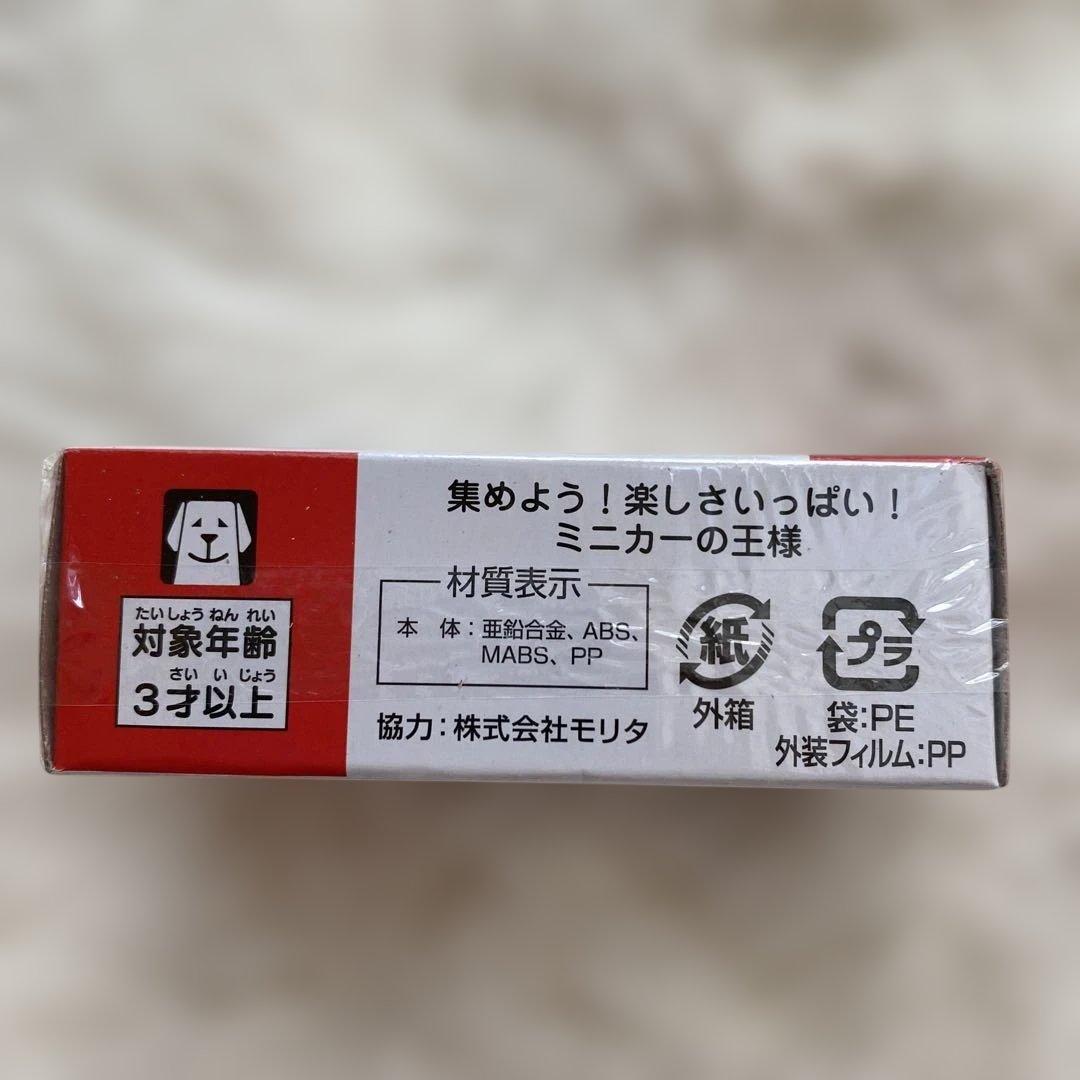 たいしょうねんれい
対象年齢
さいいじょう
3才以上
集めよう！楽しさいっぱい！
ミニカーの王様
材質表示
本 体：亜鉛合金、ABS、
MABS、PP
協力：株式会社モリタ
紙
外箱
プラ
袋：PE
外装フィルム：PP